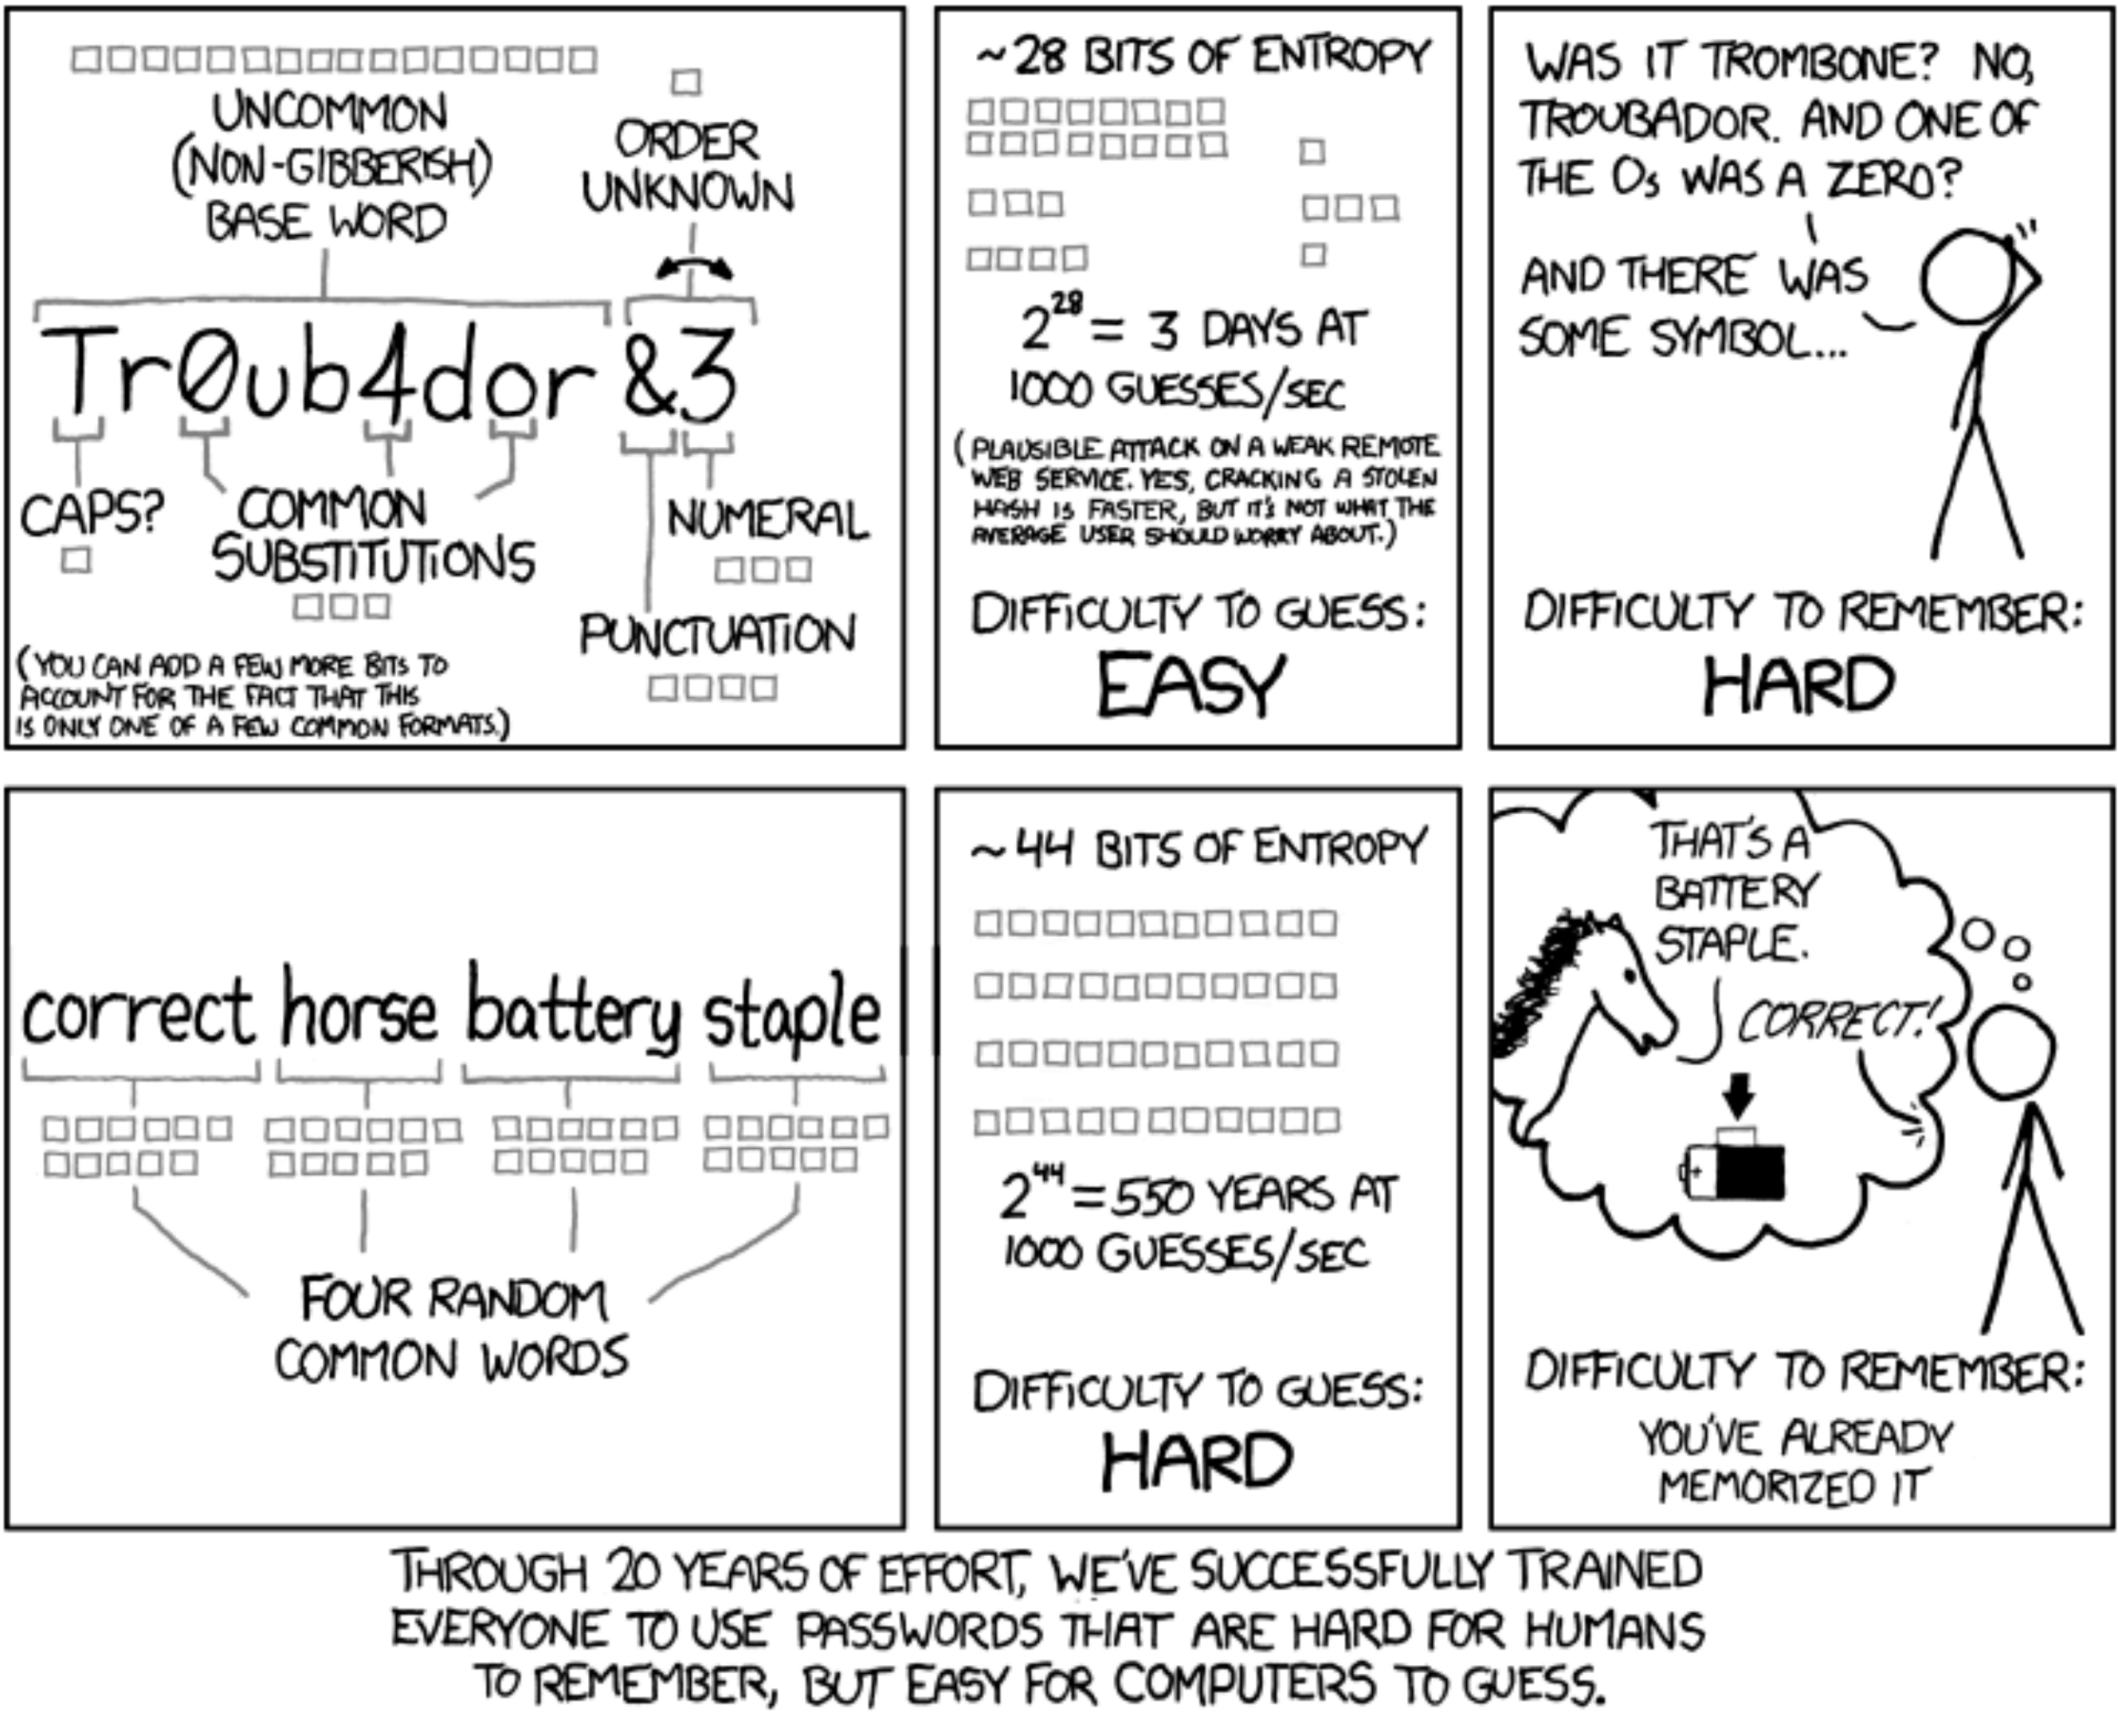 UNCOMMON
(NON-GIBBERISH)
BASE WORD
ORDER
UNKNOWN
Tr0ub4dor &3
CAPS?
COMMON
SUBSTITUTIONS
NUMERAL
PUNCTUATION
(YOU CAN ADD A FEW MORE BITS TO
ACCOUNT FOR THE FACT THAT THIS
IS ONLY ONE OF A FEW COMMON FORMATS.)
~28 BITS OF ENTROPY
2^28 = 3 DAYS AT
1000 GUESSES/SEC
(PLAUSIBLE ATTACK ON A WEAK REMOTE
WEB SERVICE. YES, CRACKING A STOLEN
HASH IS FASTER, BUT IT'S NOT WHAT THE
AVERAGE USER SHOULD WORRY ABOUT.)
DIFFICULTY TO GUESS:
EASY
WAS IT TROMBONE? NO,
TROUBADOR. AND ONE OF
THE Os WAS A ZERO?
AND THERE WAS
SOME SYMBOL...
DIFFICULTY TO REMEMBER:
HARD
correct horse battery staple
FOUR RANDOM
COMMON WORDS
~44 BITS OF ENTROPY
2^44 = 550 YEARS AT
1000 GUESSES/SEC
DIFFICULTY TO GUESS:
HARD
THAT'S A
BATTERY
STAPLE.
CORRECT!
+
DIFFICULTY TO REMEMBER:
YOU'VE ALREADY
MEMORIZED IT
THROUGH 20 YEARS OF EFFORT, WE'VE SUCCESSFULLY TRAINED
EVERYONE TO USE PASSWORDS THAT ARE HARD FOR HUMANS
TO REMEMBER, BUT EASY FOR COMPUTERS TO GUESS.